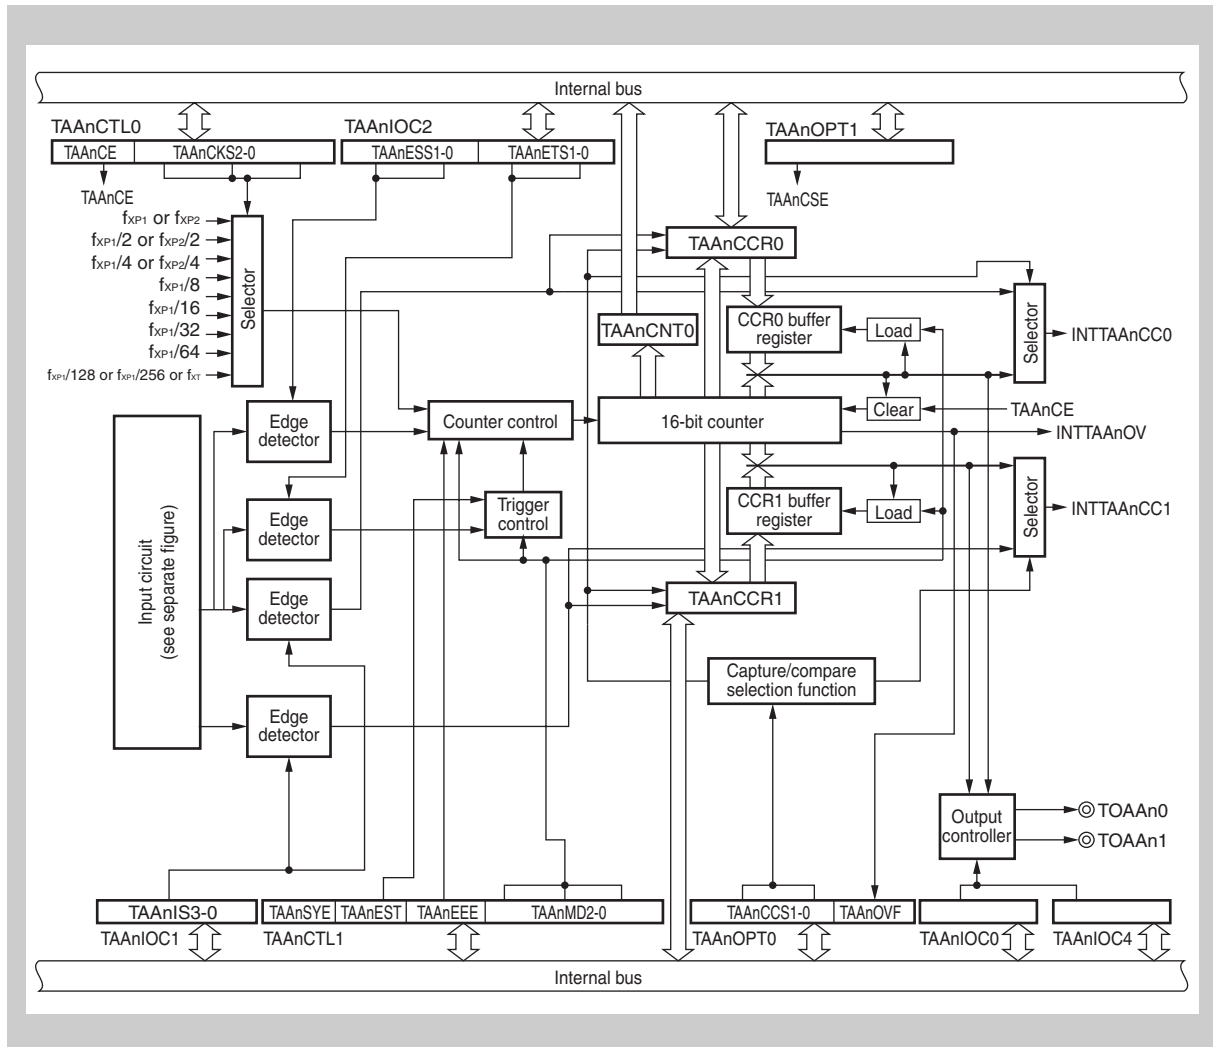 Internal bus
TAAnCTL0
TAAnIOC2
TAAnOPT1
TAAnCE
TAAnCKS2-0
TAAnESS1-0
TAAnETS1-0
TAAnCE
TAAnCSE
fXP1 or fXP2
fXP1/2 or fXP2/2
fXP1/4 or fXP2/4
fXP1/8
fXP1/16
fXP1/32
fXP1/64
fXP1/128 or fXP1/256 or fXT
Selector
TAAnCCR0
TAAnCNT0
CCR0 buffer
register
Load
Selector
INTTAAnCC0
Edge
detector
Counter control
16-bit counter
Clear
TAAnCE
INTTAAnOV
Input circuit
(see separate figure)
Edge
detector
Trigger
control
CCR1 buffer
register
Load
Selector
INTTAAnCC1
Edge
detector
TAAnCCR1
Edge
detector
Capture/compare
selection function
Output
controller
TOAAn0
TOAAn1
TAAnIS3-0
TAAnSYE
TAAnEST
TAAnEEE
TAAnMD2-0
TAAnCCS1-0
TAAnOVF
TAAnIOC1
TAAnCTL1
TAAnOPT0
TAAnIOC0
TAAnIOC4
Internal bus